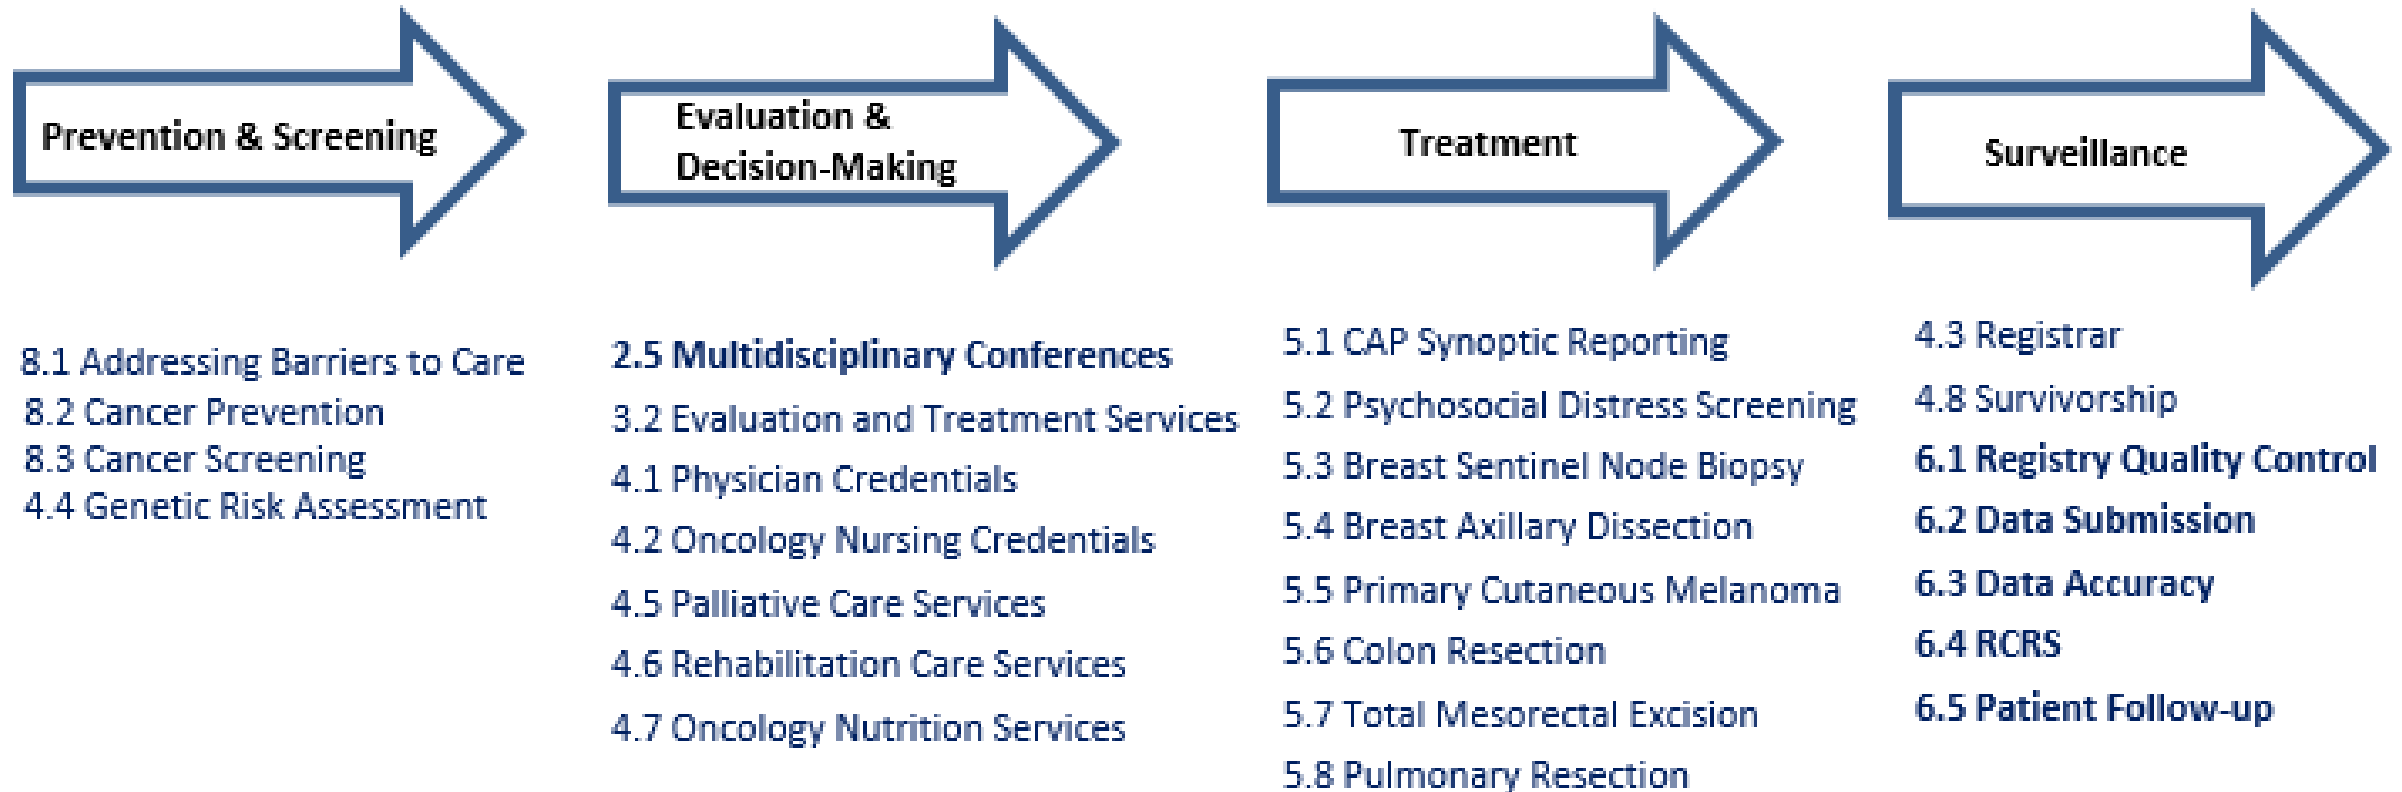 Prevention & Screening
8.1 Addressing Barriers to Care
8.2 Cancer Prevention
8.3 Cancer Screening
4.4 Genetic Risk Assessment
Evaluation &
Decision-Making
2.5 Multidisciplinary Conferences
3.2 Evaluation and Treatment Services
4.1 Physician Credentials
4.2 Oncology Nursing Credentials
4.5 Palliative Care Services
4.6 Rehabilitation Care Services
4.7 Oncology Nutrition Services
Treatment
5.1 CAP Synoptic Reporting
5.2 Psychosocial Distress Screening
5.3 Breast Sentinel Node Biopsy
5.4 Breast Axillary Dissection
5.5 Primary Cutaneous Melanoma
5.6 Colon Resection
5.7 Total Mesorectal Excision
5.8 Pulmonary Resection
Surveillance
4.3 Registrar
4.8 Survivorship
6.1 Registry Quality Control
6.2 Data Submission
6.3 Data Accuracy
6.4 RCRS
6.5 Patient Follow-up